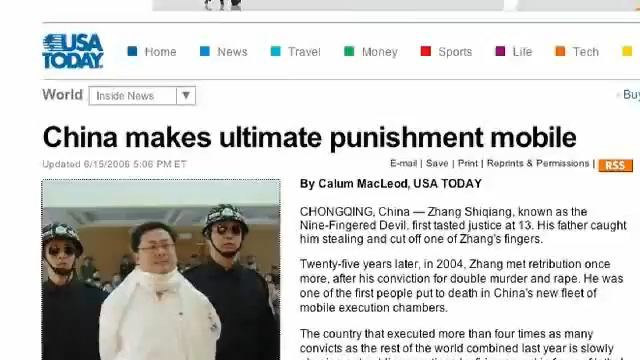 USA TODAY
Home
News
Travel
Money
Sports
Life
Tech
World
Inside News
Buy
China makes ultimate punishment mobile
Updated 6/15/2006 5:06 PM ET
E-mail | Save | Print | Reprints & Permissions | RSS
By Calum MacLeod, USA TODAY
CHONGQING, China — Zhang Shiqiang, known as the
Nine-Fingered Devil, first tasted justice at 13. His father caught
him stealing and cut off one of Zhang's fingers.
Twenty-five years later, in 2004, Zhang met retribution once
more, after his conviction for double murder and rape. He was
one of the first people put to death in China's new fleet of
mobile execution chambers.
The country that executed more than four times as many
convicts as the rest of the world combined last year is slowly